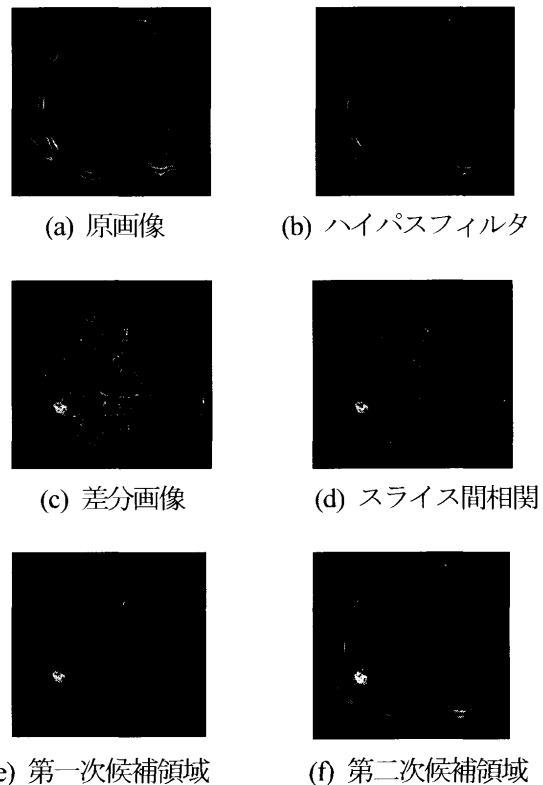 (a) 原画像
(b) ハイパスフィルタ
(c) 差分画像
(d) スライス間相関
e) 第一次候補領域
(f) 第二次候補領域